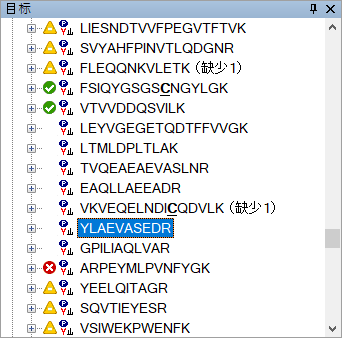 目标
LIESNDTVVFPEGVTFTVK
SVYAHFPINVTLQDGNR
FLEQQNKVLETK (缺少1)
FSIQYGSGSCNGYLGK
VTVVDDQSVILK
LEYVGEGETQDTFFVVGK
LTMLDPLTLAK
TVQEAEAEVASLNR
EAQLLAEEADR
VKVEQELNDICQDVLK (缺少1)
YLAEVASEDR
GPILIAQLVAR
ARPEYMLPVNFYGK
YEELQITAGR
SQVTIEYESR
VSIWEKPWENFK